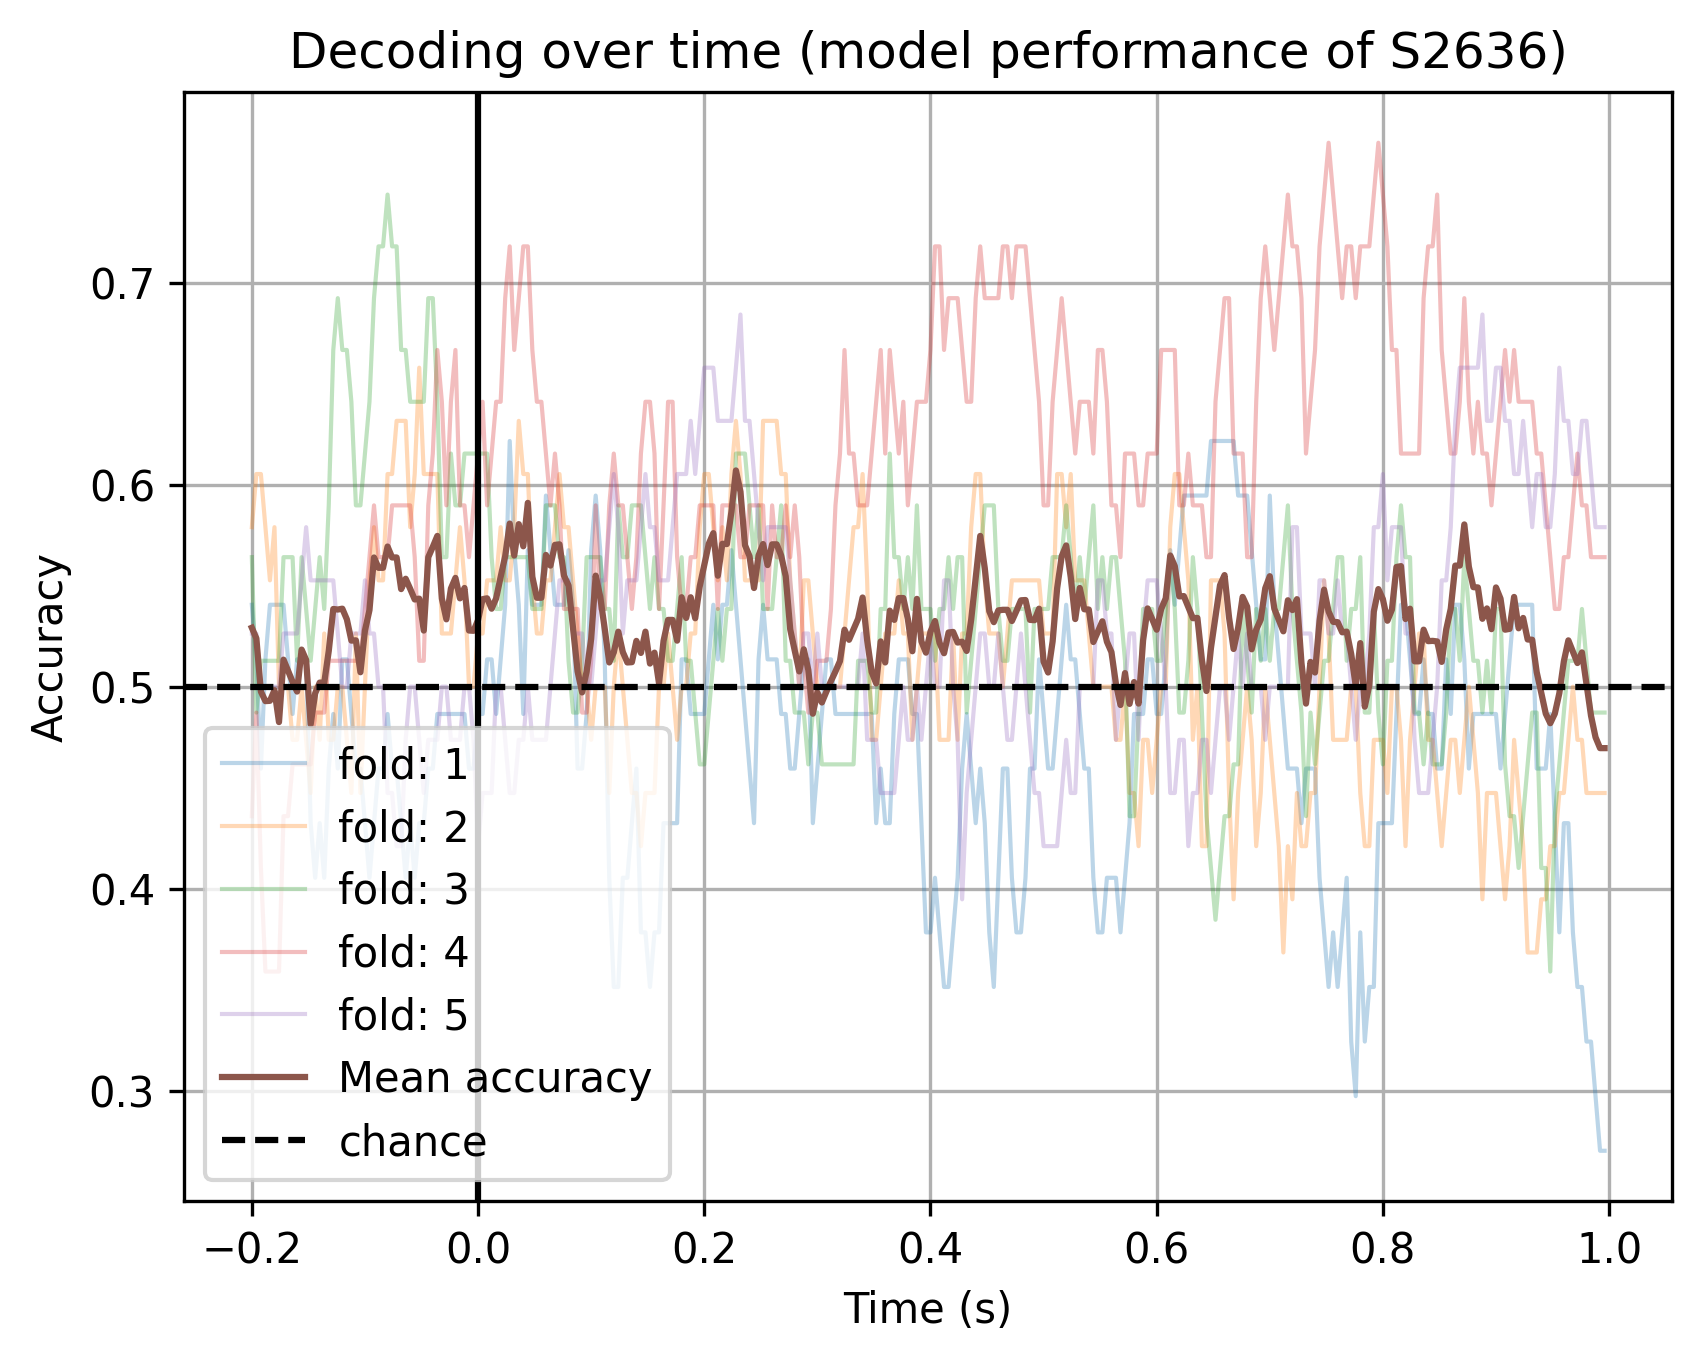 Decoding over time (model performance of S2636)
Accuracy
0.7
0.6
0.5
0.4
0.3
fold: 1
fold: 2
fold: 3
fold: 4
fold: 5
Mean accuracy
chance
−0.2 0.0 0.2 0.4 0.6 0.8 1.0
Time (s)